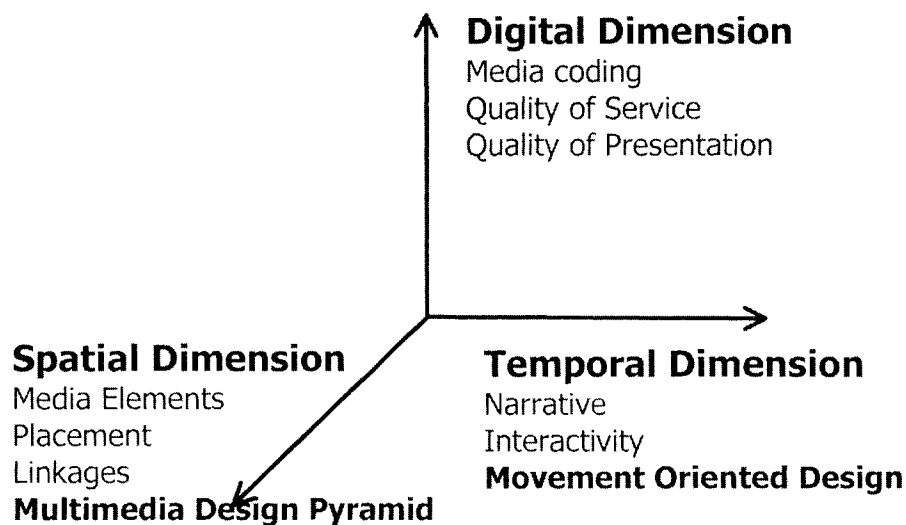 Digital Dimension
Media coding
Quality of Service
Quality of Presentation
Spatial Dimension
Media Elements
Placement
Linkages
Multimedia Design Pyramid
Temporal Dimension
Narrative
Interactivity
Movement Oriented Design